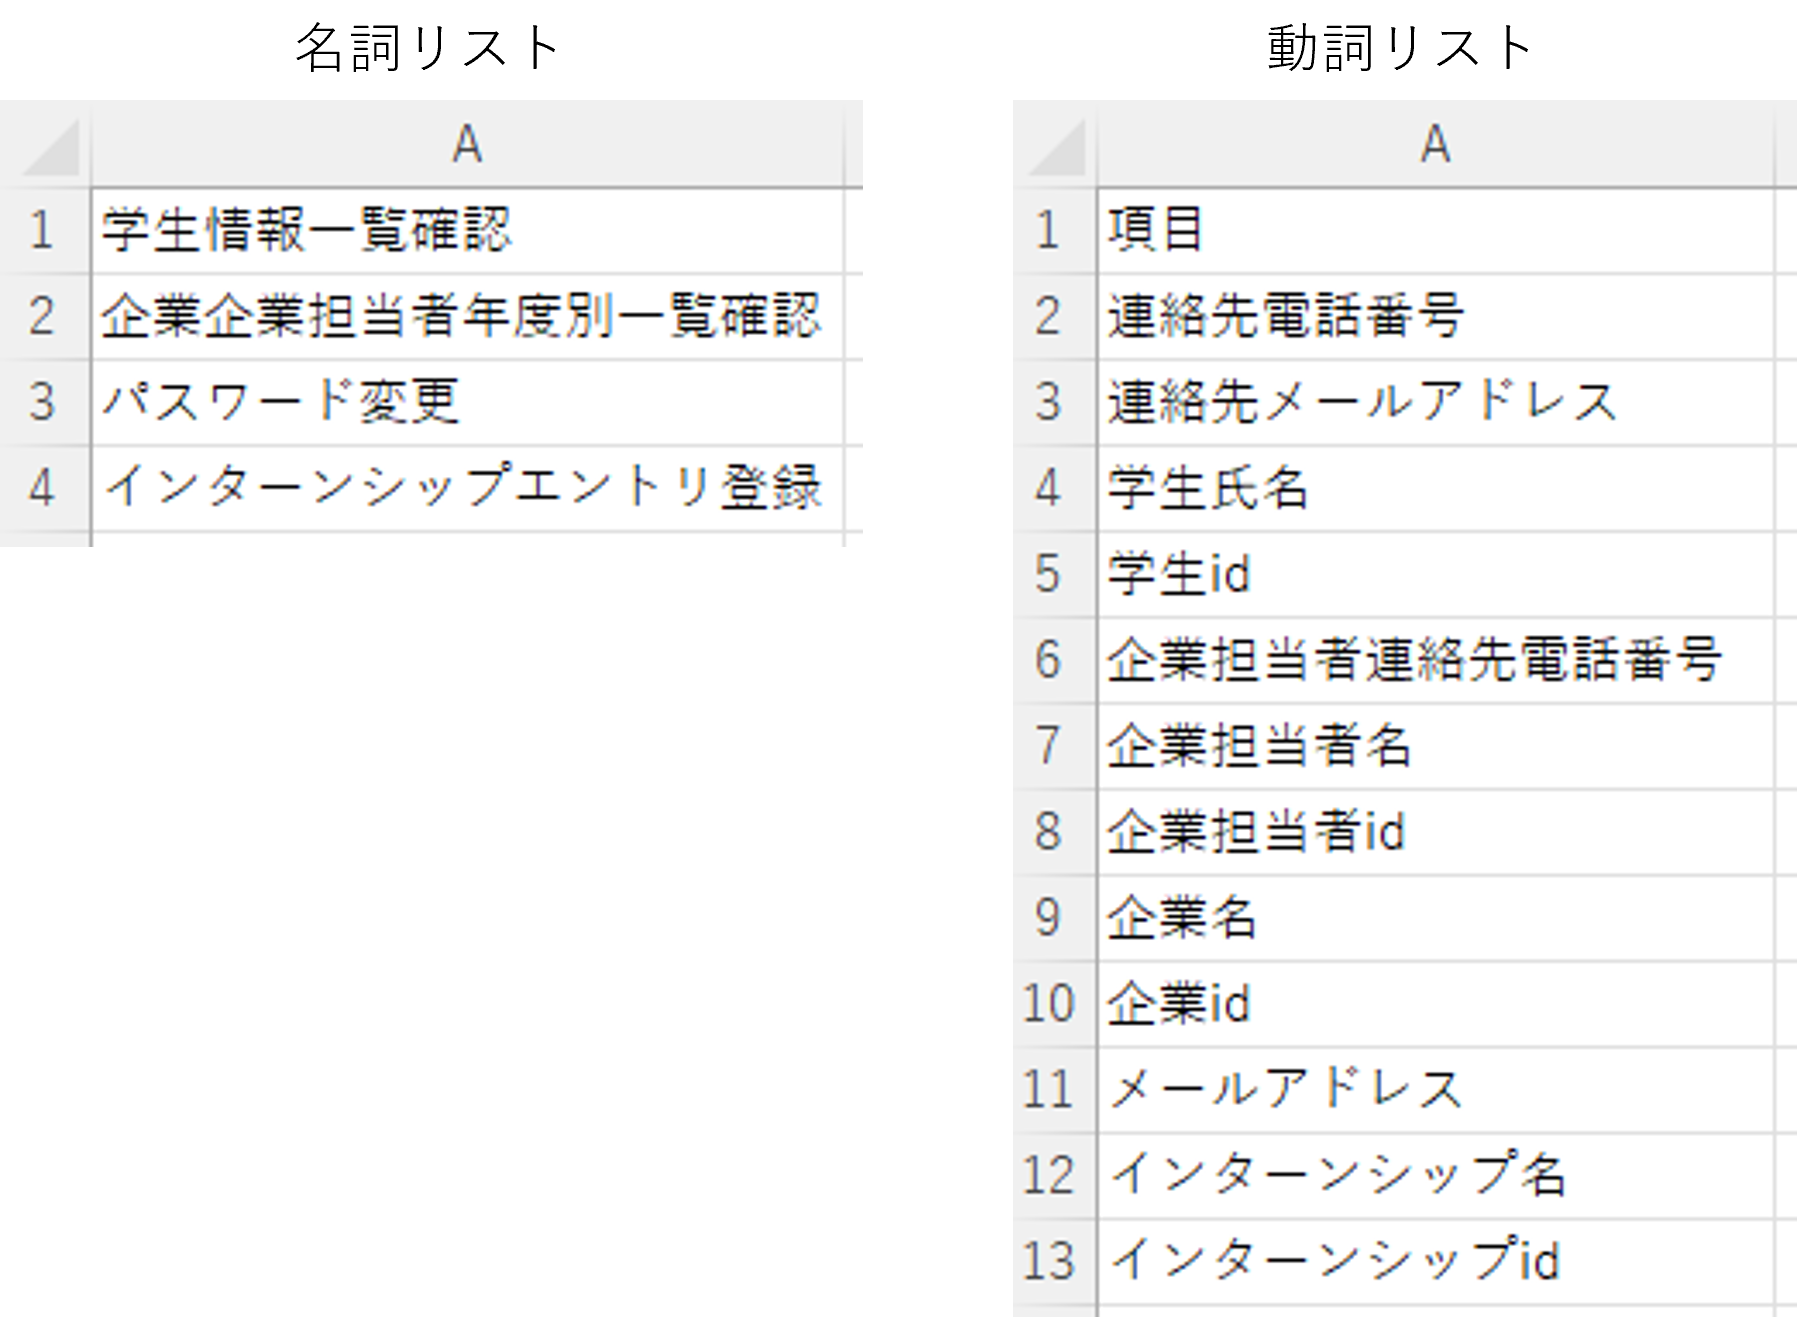 名詞リスト
A
1 学生情報一覧確認
2 企業企業担当者年度別一覧確認
3 パスワード変更
4 インターンシップエントリ登録
動詞リスト
A
1 項目
2 連絡先電話番号
3 連絡先メールアドレス
4 学生氏名
5 学生id
6 企業担当者連絡先電話番号
7 企業担当者名
8 企業担当者id
9 企業名
10 企業id
11 メールアドレス
12 インターンシップ名
13 インターンシップid